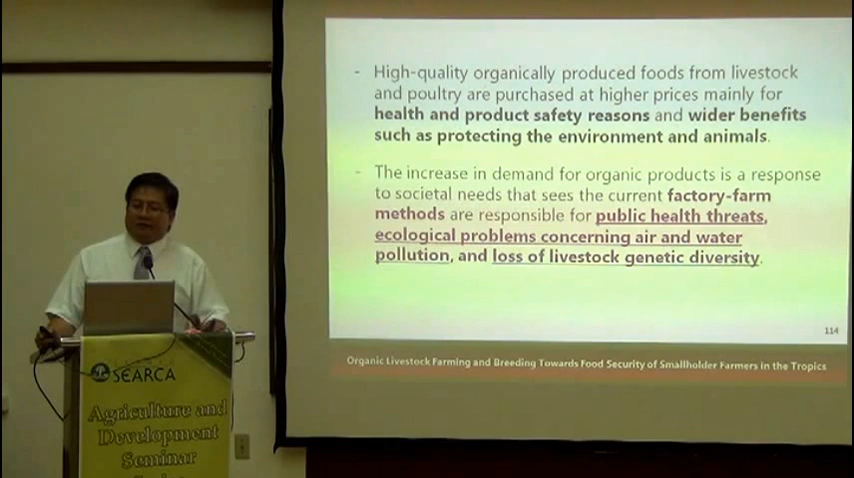 - High-quality organically produced foods from livestock
and poultry are purchased at higher prices mainly for
health and product safety reasons and wider benefits
such as protecting the environment and animals.
- The increase in demand for organic products is a response
to societal needs that sees the current factory-farm
methods are responsible for public health threats,
ecological problems concerning air and water
pollution, and loss of livestock genetic diversity.
114
Organic Livestock Farming and Breeding Towards Food Security of Smallholder Farmers in the Tropics
SEARCA
Agriculture and
Development
Seminar